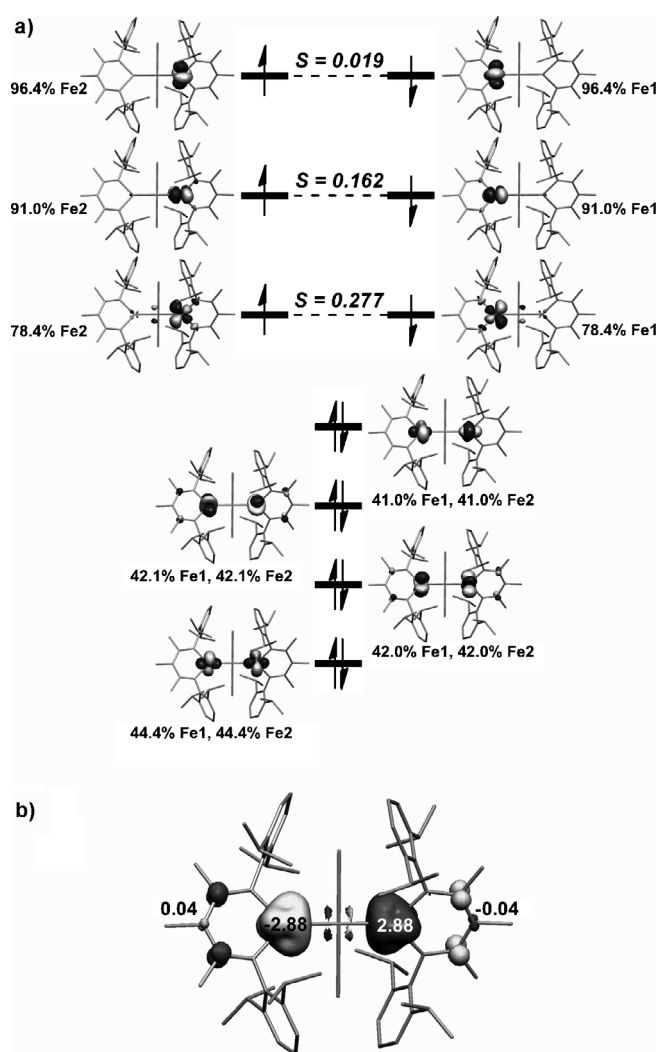 a)
S = 0.019
96.4% Fe2
96.4% Fe1
S = 0.162
91.0% Fe2
91.0% Fe1
S = 0.277
78.4% Fe2
78.4% Fe1
41.0% Fe1, 41.0% Fe2
42.1% Fe1, 42.1% Fe2
42.0% Fe1, 42.0% Fe2
44.4% Fe1, 44.4% Fe2
b)
0.04 -2.88 2.88 -0.04